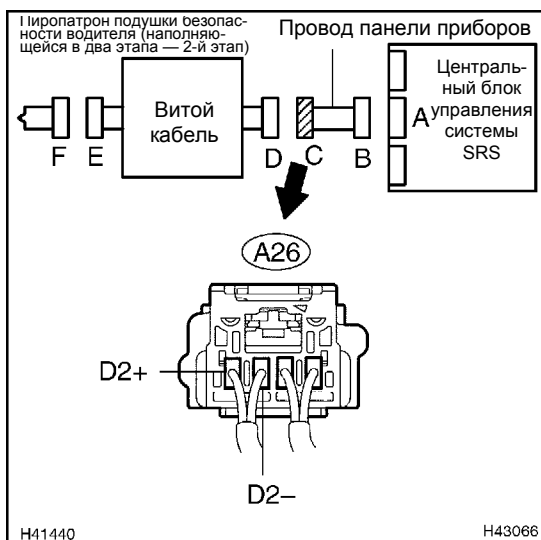 Пиропатрон подушки безопас-
ности водителя (наполняю-
щейся в два этапа — 2-й этап)
Провод панели приборов
Витой
кабель
Централь-
ный блок
управления
системы
SRS
A
F E D C B
A26
D2+
D2–
H41440
H43066